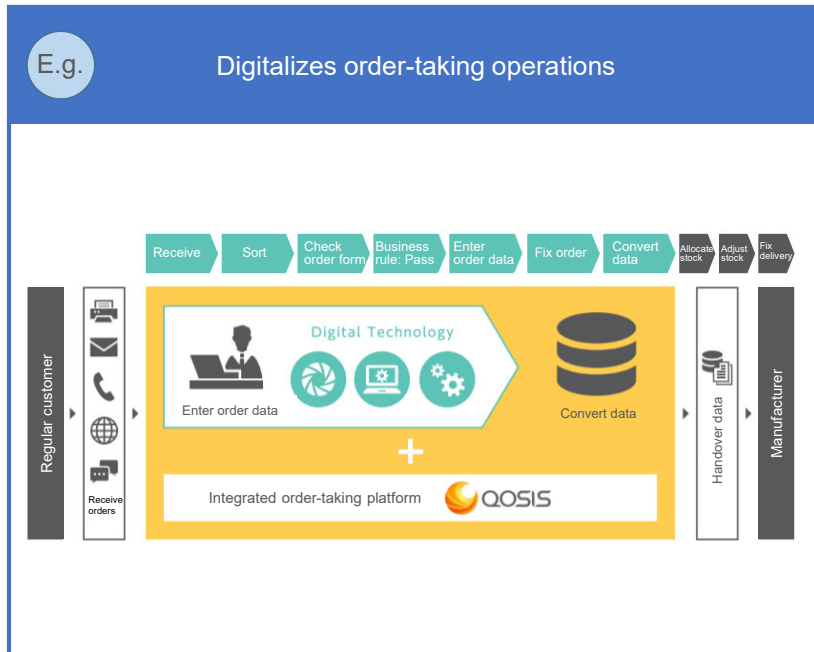 E.g.
Digitalizes order-taking operations
Receive
Sort
Check
order form
Business
rule: Pass
Enter
order data
Fix order
Convert
data
Allocate
stock
Adjust
stock
Fix
delivery
Regular customer
Receive
orders
Digital Technology
Enter order data
Convert data
Integrated order-taking platform
QOSIS
Handover data
Manufacturer